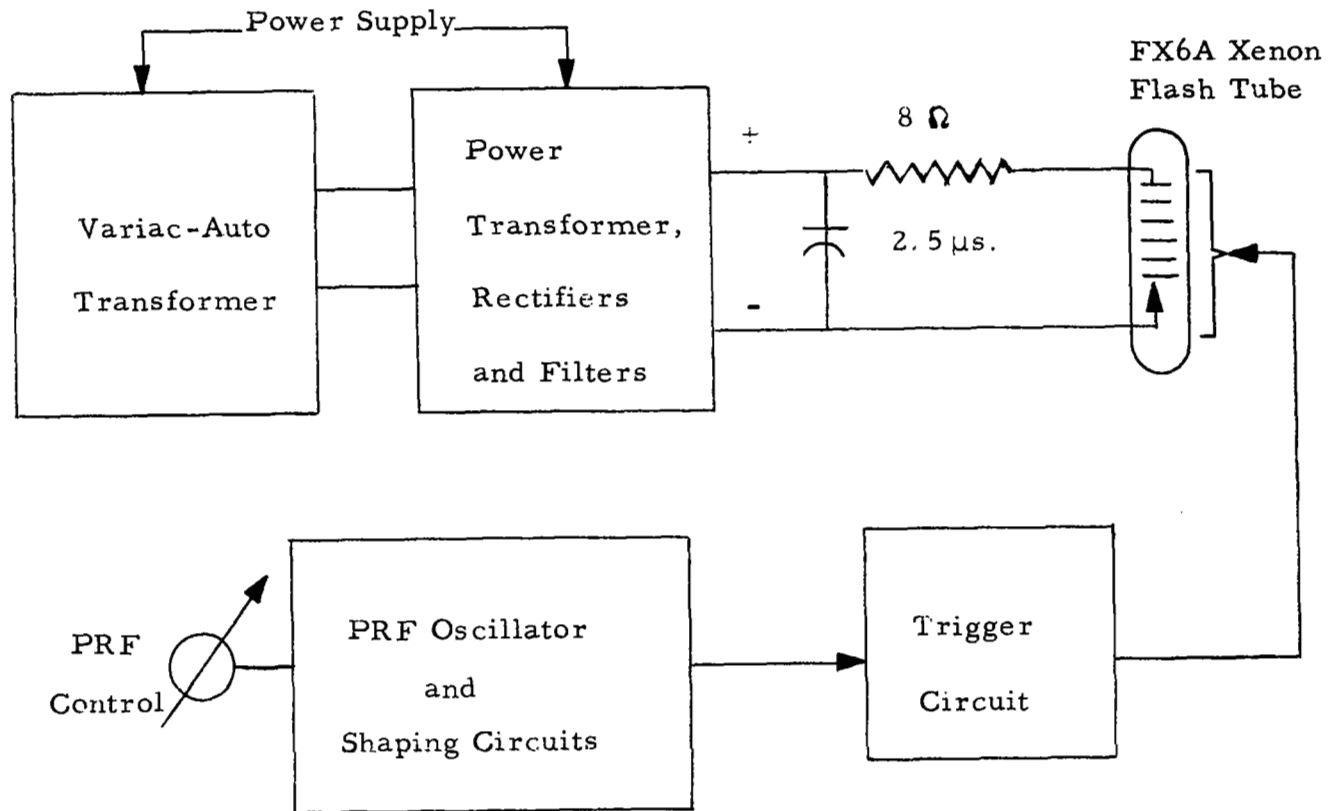 Power Supply
FX6A Xenon
Flash Tube
8 Ω
+
Power
Transformer,
Rectifiers
and Filters
Variac-Auto
Transformer
2.5 μs.
-
PRF
Control
PRF Oscillator
and
Shaping Circuits
Trigger
Circuit